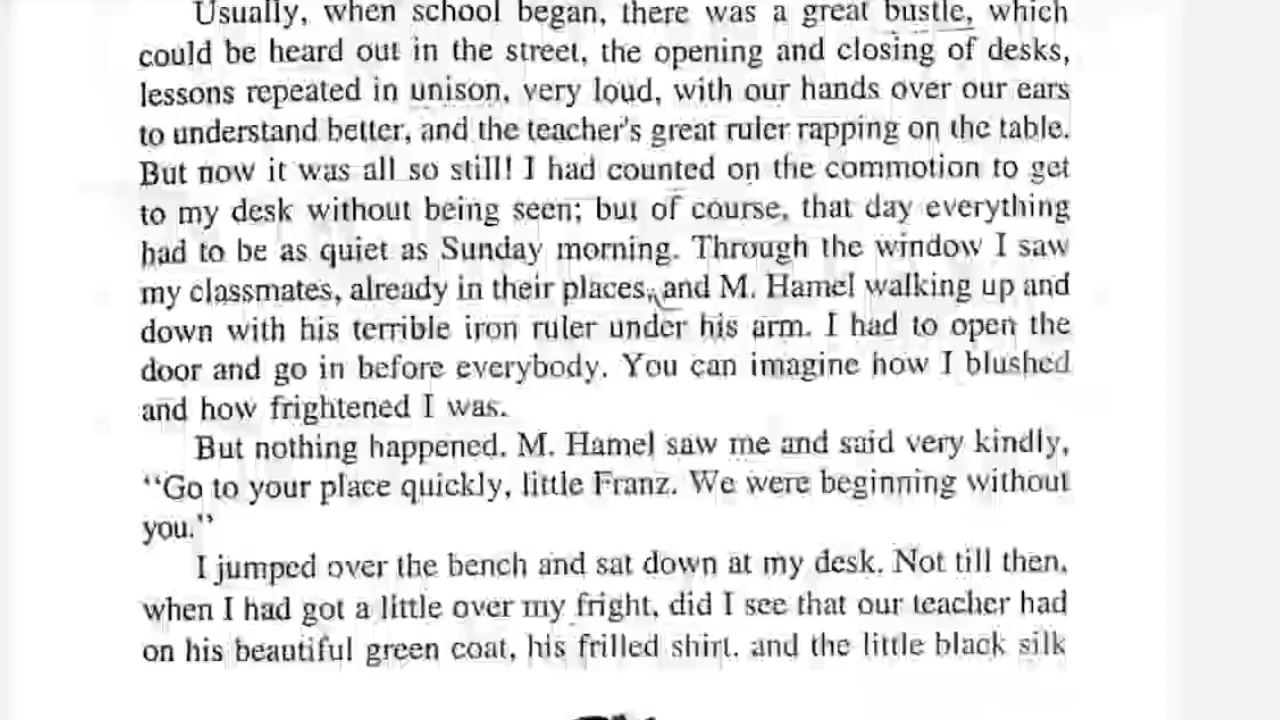 Usually, when school began, there was a great bustle, which
could be heard out in the street, the opening and closing of desks,
lessons repeated in unison, very loud, with our hands over our ears
to understand better, and the teacher's great ruler rapping on the table.
But now it was all so still! I had counted on the commotion to get
to my desk without being seen; but of course, that day everything
had to be as quiet as Sunday morning. Through the window I saw
my classmates, already in their places, and M. Hamel walking up and
down with his terrible iron ruler under his arm. I had to open the
door and go in before everybody. You can imagine how I blushed
and how frightened I was.
But nothing happened. M. Hamel saw me and said very kindly,
"Go to your place quickly, little Franz. We were beginning without
you."
I jumped over the bench and sat down at my desk. Not till then,
when I had got a little over my fright, did I see that our teacher had
on his beautiful green coat, his frilled shirt, and the little black silk